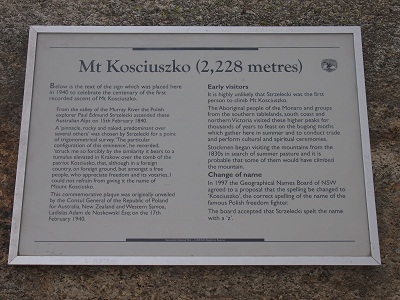 Mt Kosciuszko (2,228 metres)
Below is the text of the sign which was placed here
in 1940 to celebrate the centenary of the first
recorded ascent of Mt. Kosciuszko.
From the valley of the Murray River the Polish
explorer Paul Edmund Strzelecki ascended these
Australian Alps on 15th February 1840.
'A pinnacle, rocky and naked, predominant over
several others' was chosen by Strzelecki for a point
of trigonometrical survey. 'The particular
configuration of this eminence', he recorded,
'struck me so forcibly by the similarity it bears to a
tumulus elevated in Krakow over the tomb of the
patriot Kosciuszko, that, although in a foreign
country, on foreign ground, but amongst a free
people, who appreciate freedom and its votaries, I
could not refrain from giving it the name of
Mount Kosciuszko.
This commemorative plaque was originally unveiled
by the Consul General of the Republic of Poland
for Australia, New Zealand and Western Samoa,
Ladislas Adam de Noskowski Esq on the 17th
February 1940.
Early visitors
It is highly unlikely that Strzelecki was the first
person to climb Mt Kosciuszko.
The Aboriginal people of the Monaro and groups
from the southern tablelands, south coast and
northern Victoria visited these higher peaks for
thousands of years to feast on the bogong moths
which gather here in summer and to conduct trade
and perform cultural and spiritual ceremonies.
Stockmen began visiting the mountains from the
1830s in search of summer pasture and it is
probable that some of them would have climbed
the mountain.
Change of name
In 1997 the Geographical Names Board of NSW
agreed to a proposal that the spelling be changed to
'Kosciuszko', the correct spelling of the name of the
famous Polish freedom fighter.
The board accepted that Strzelecki spelt the name
with a 'z'.